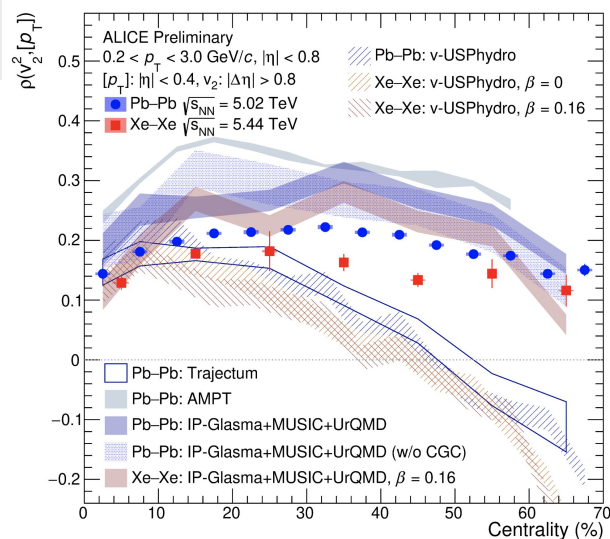 ρ(v₂²,[p_T])
ALICE Preliminary
0.2 < p_T < 3.0 GeV/c, |η| < 0.8
[p_T]: |η| < 0.4, v₂: |Δη| > 0.8
Pb–Pb √s_NN = 5.02 TeV
Xe–Xe √s_NN = 5.44 TeV
Pb–Pb: v-USPhydro
Xe–Xe: v-USPhydro, β = 0
Xe–Xe: v-USPhydro, β = 0.16
0.5
0.4
0.3
0.2
0.1
0
−0.1
−0.2
Pb–Pb: Trajectum
Pb–Pb: AMPT
Pb–Pb: IP-Glasma+MUSIC+UrQMD
Pb–Pb: IP-Glasma+MUSIC+UrQMD (w/o CGC)
Xe–Xe: IP-Glasma+MUSIC+UrQMD, β = 0.16
0 10 20 30 40 50 60 70
Centrality (%)